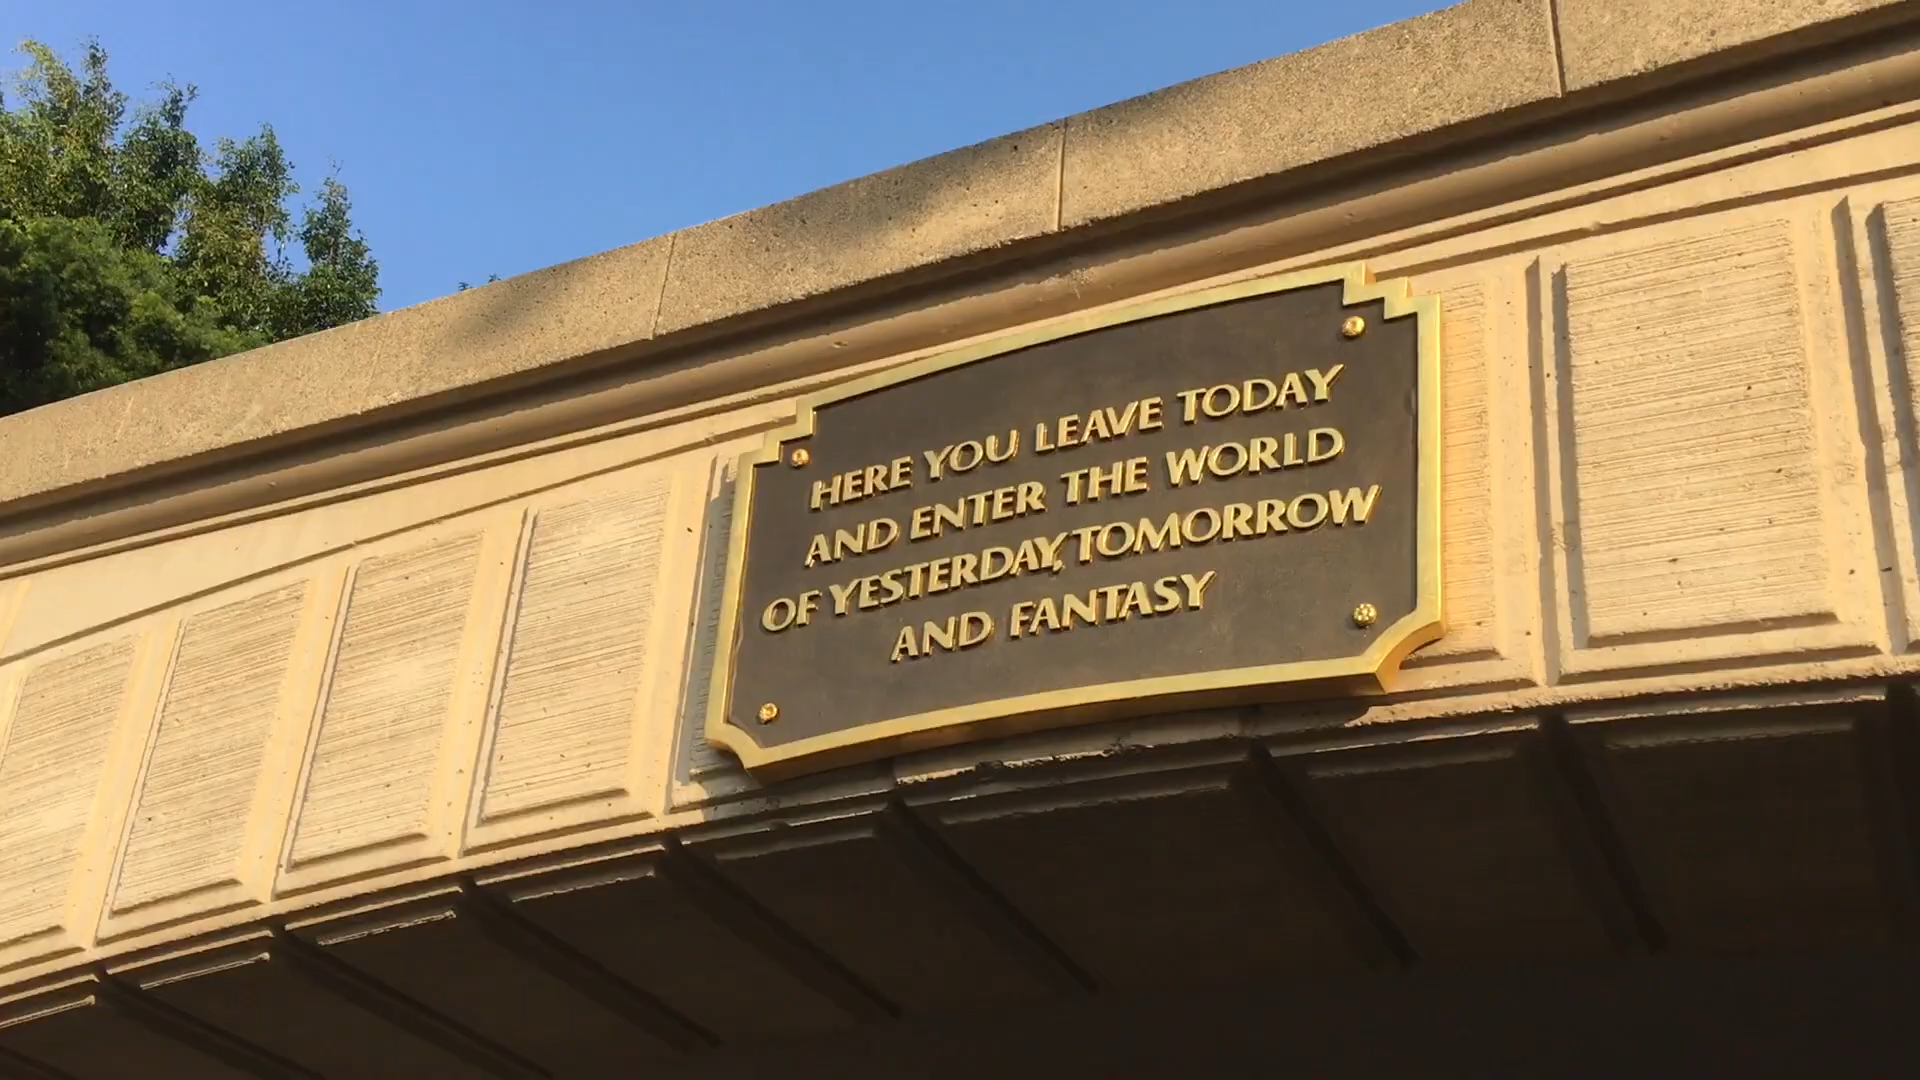 HERE YOU LEAVE TODAY
AND ENTER THE WORLD
OF YESTERDAY, TOMORROW
AND FANTASY